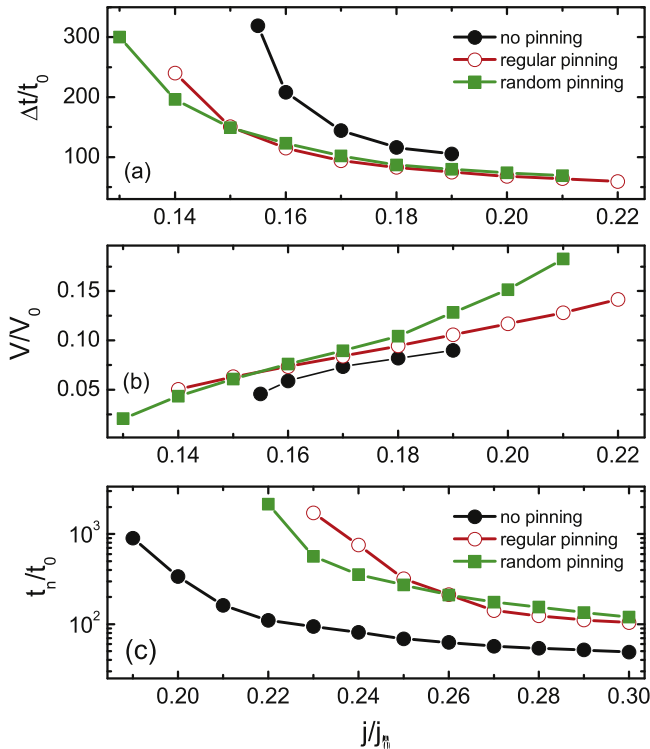 Δt/t₀
300
200
100
no pinning
regular pinning
random pinning
(a)
0.14 0.16 0.18 0.20 0.22
V/V₀
0.15
0.10
0.05
(b)
0.14 0.16 0.18 0.20 0.22
tₙ/t₀
10³
10²
no pinning
regular pinning
random pinning
(c)
0.20 0.22 0.24 0.26 0.28 0.30